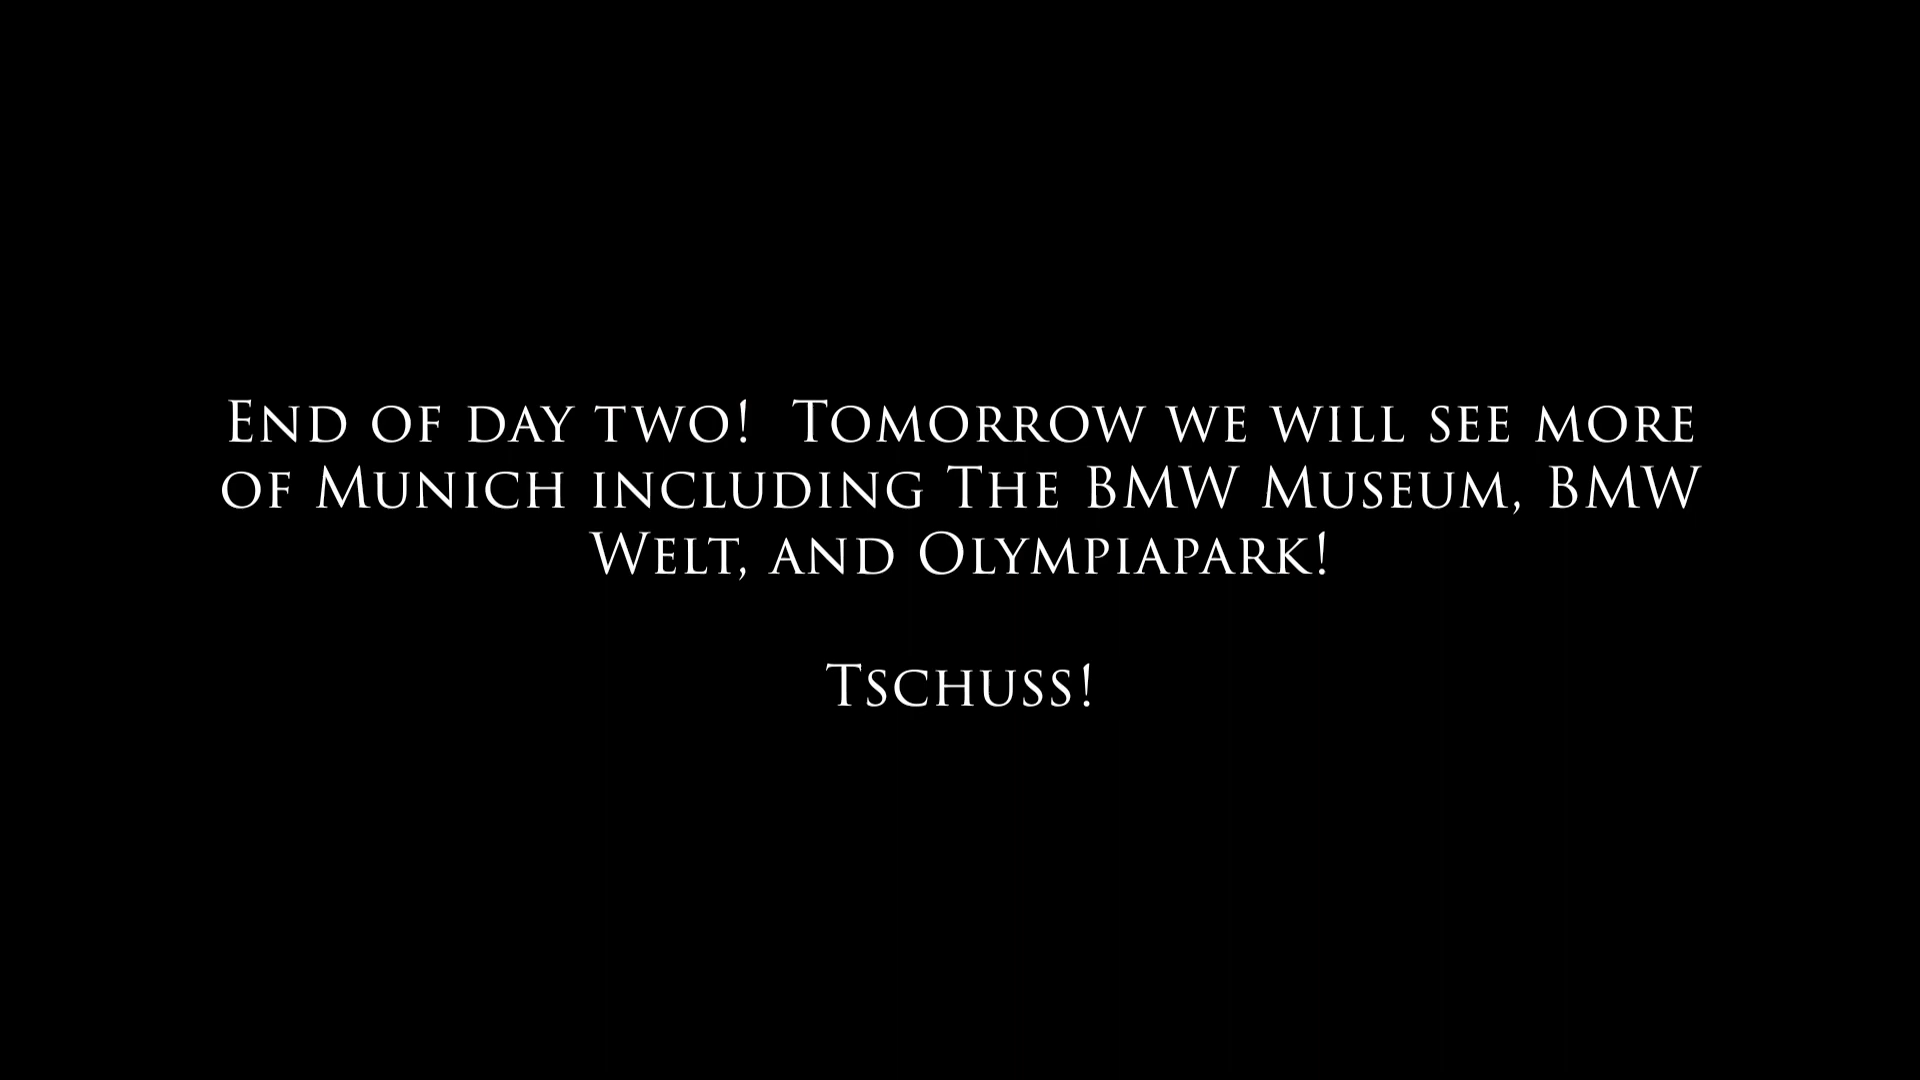 End of day two!  Tomorrow we will see more
of Munich including The BMW Museum, BMW
Welt, and Olympiapark!
Tschuss!